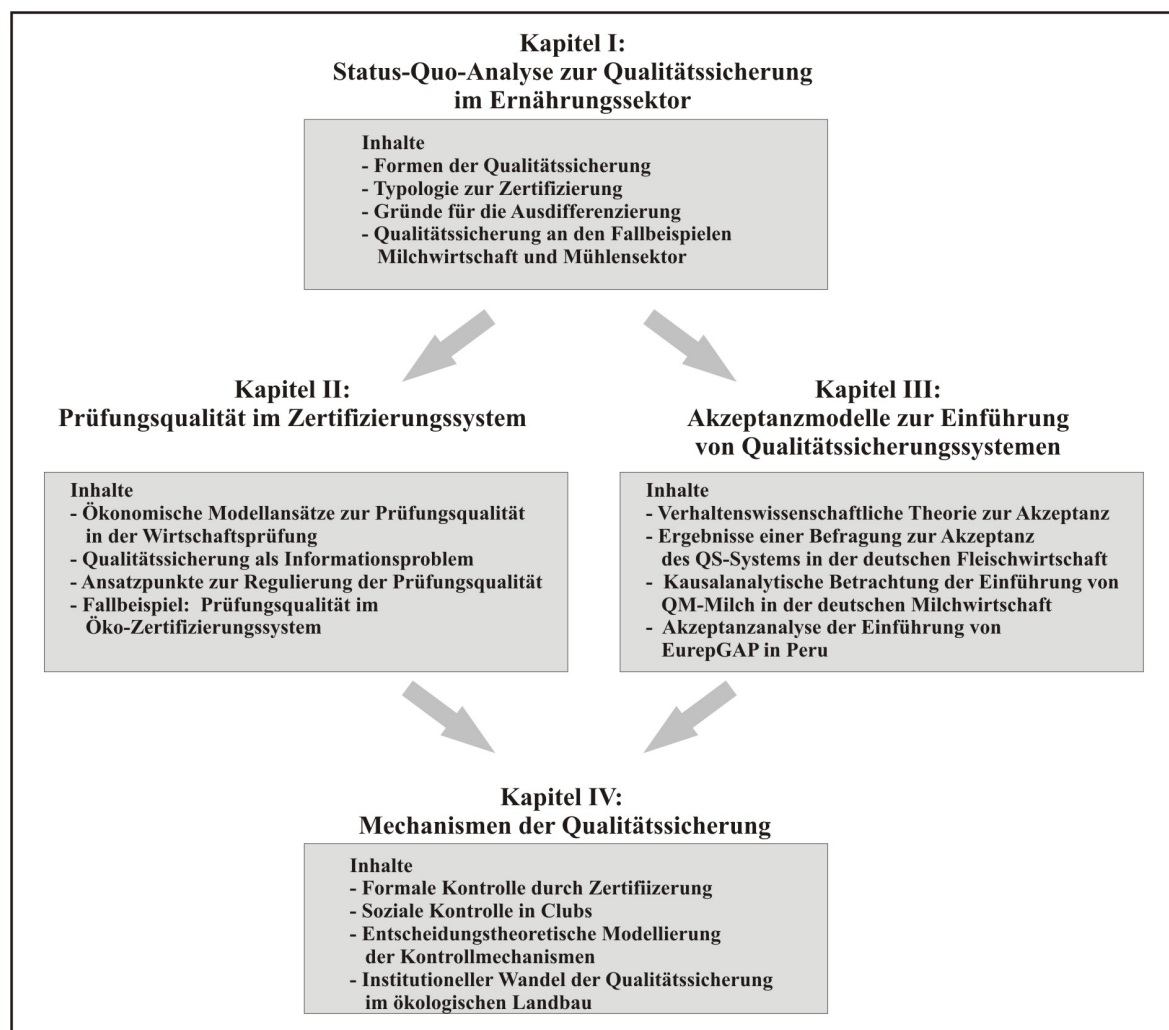 Kapitel I:
Status-Quo-Analyse zur Qualitätssicherung
im Ernährungssektor
Inhalte
- Formen der Qualitätssicherung
- Typologie zur Zertifizierung
- Gründe für die Ausdifferenzierung
- Qualitätssicherung an den Fallbeispielen
Milchwirtschaft und Mühlensektor
Kapitel II:
Prüfungsqualität im Zertifizierungssystem
Inhalte
- Ökonomische Modellansätze zur Prüfungsqualität
in der Wirtschaftsprüfung
- Qualitätssicherung als Informationsproblem
- Ansatzpunkte zur Regulierung der Prüfungsqualität
- Fallbeispiel: Prüfungsqualität im
Öko-Zertifizierungssystem
Kapitel III:
Akzeptanzmodelle zur Einführung
von Qualitätssicherungssystemen
Inhalte
- Verhaltenswissenschaftliche Theorie zur Akzeptanz
- Ergebnisse einer Befragung zur Akzeptanz
des QS-Systems in der deutschen Fleischwirtschaft
- Kausalanalytische Betrachtung der Einführung von
QM-Milch in der deutschen Milchwirtschaft
- Akzeptanzanalyse der Einführung von
EurepGAP in Peru
Kapitel IV:
Mechanismen der Qualitätssicherung
Inhalte
- Formale Kontrolle durch Zertifiizerung
- Soziale Kontrolle in Clubs
- Entscheidungstheoretische Modellierung
der Kontrollmechanismen
- Institutioneller Wandel der Qualitätssicherung
im ökologischen Landbau